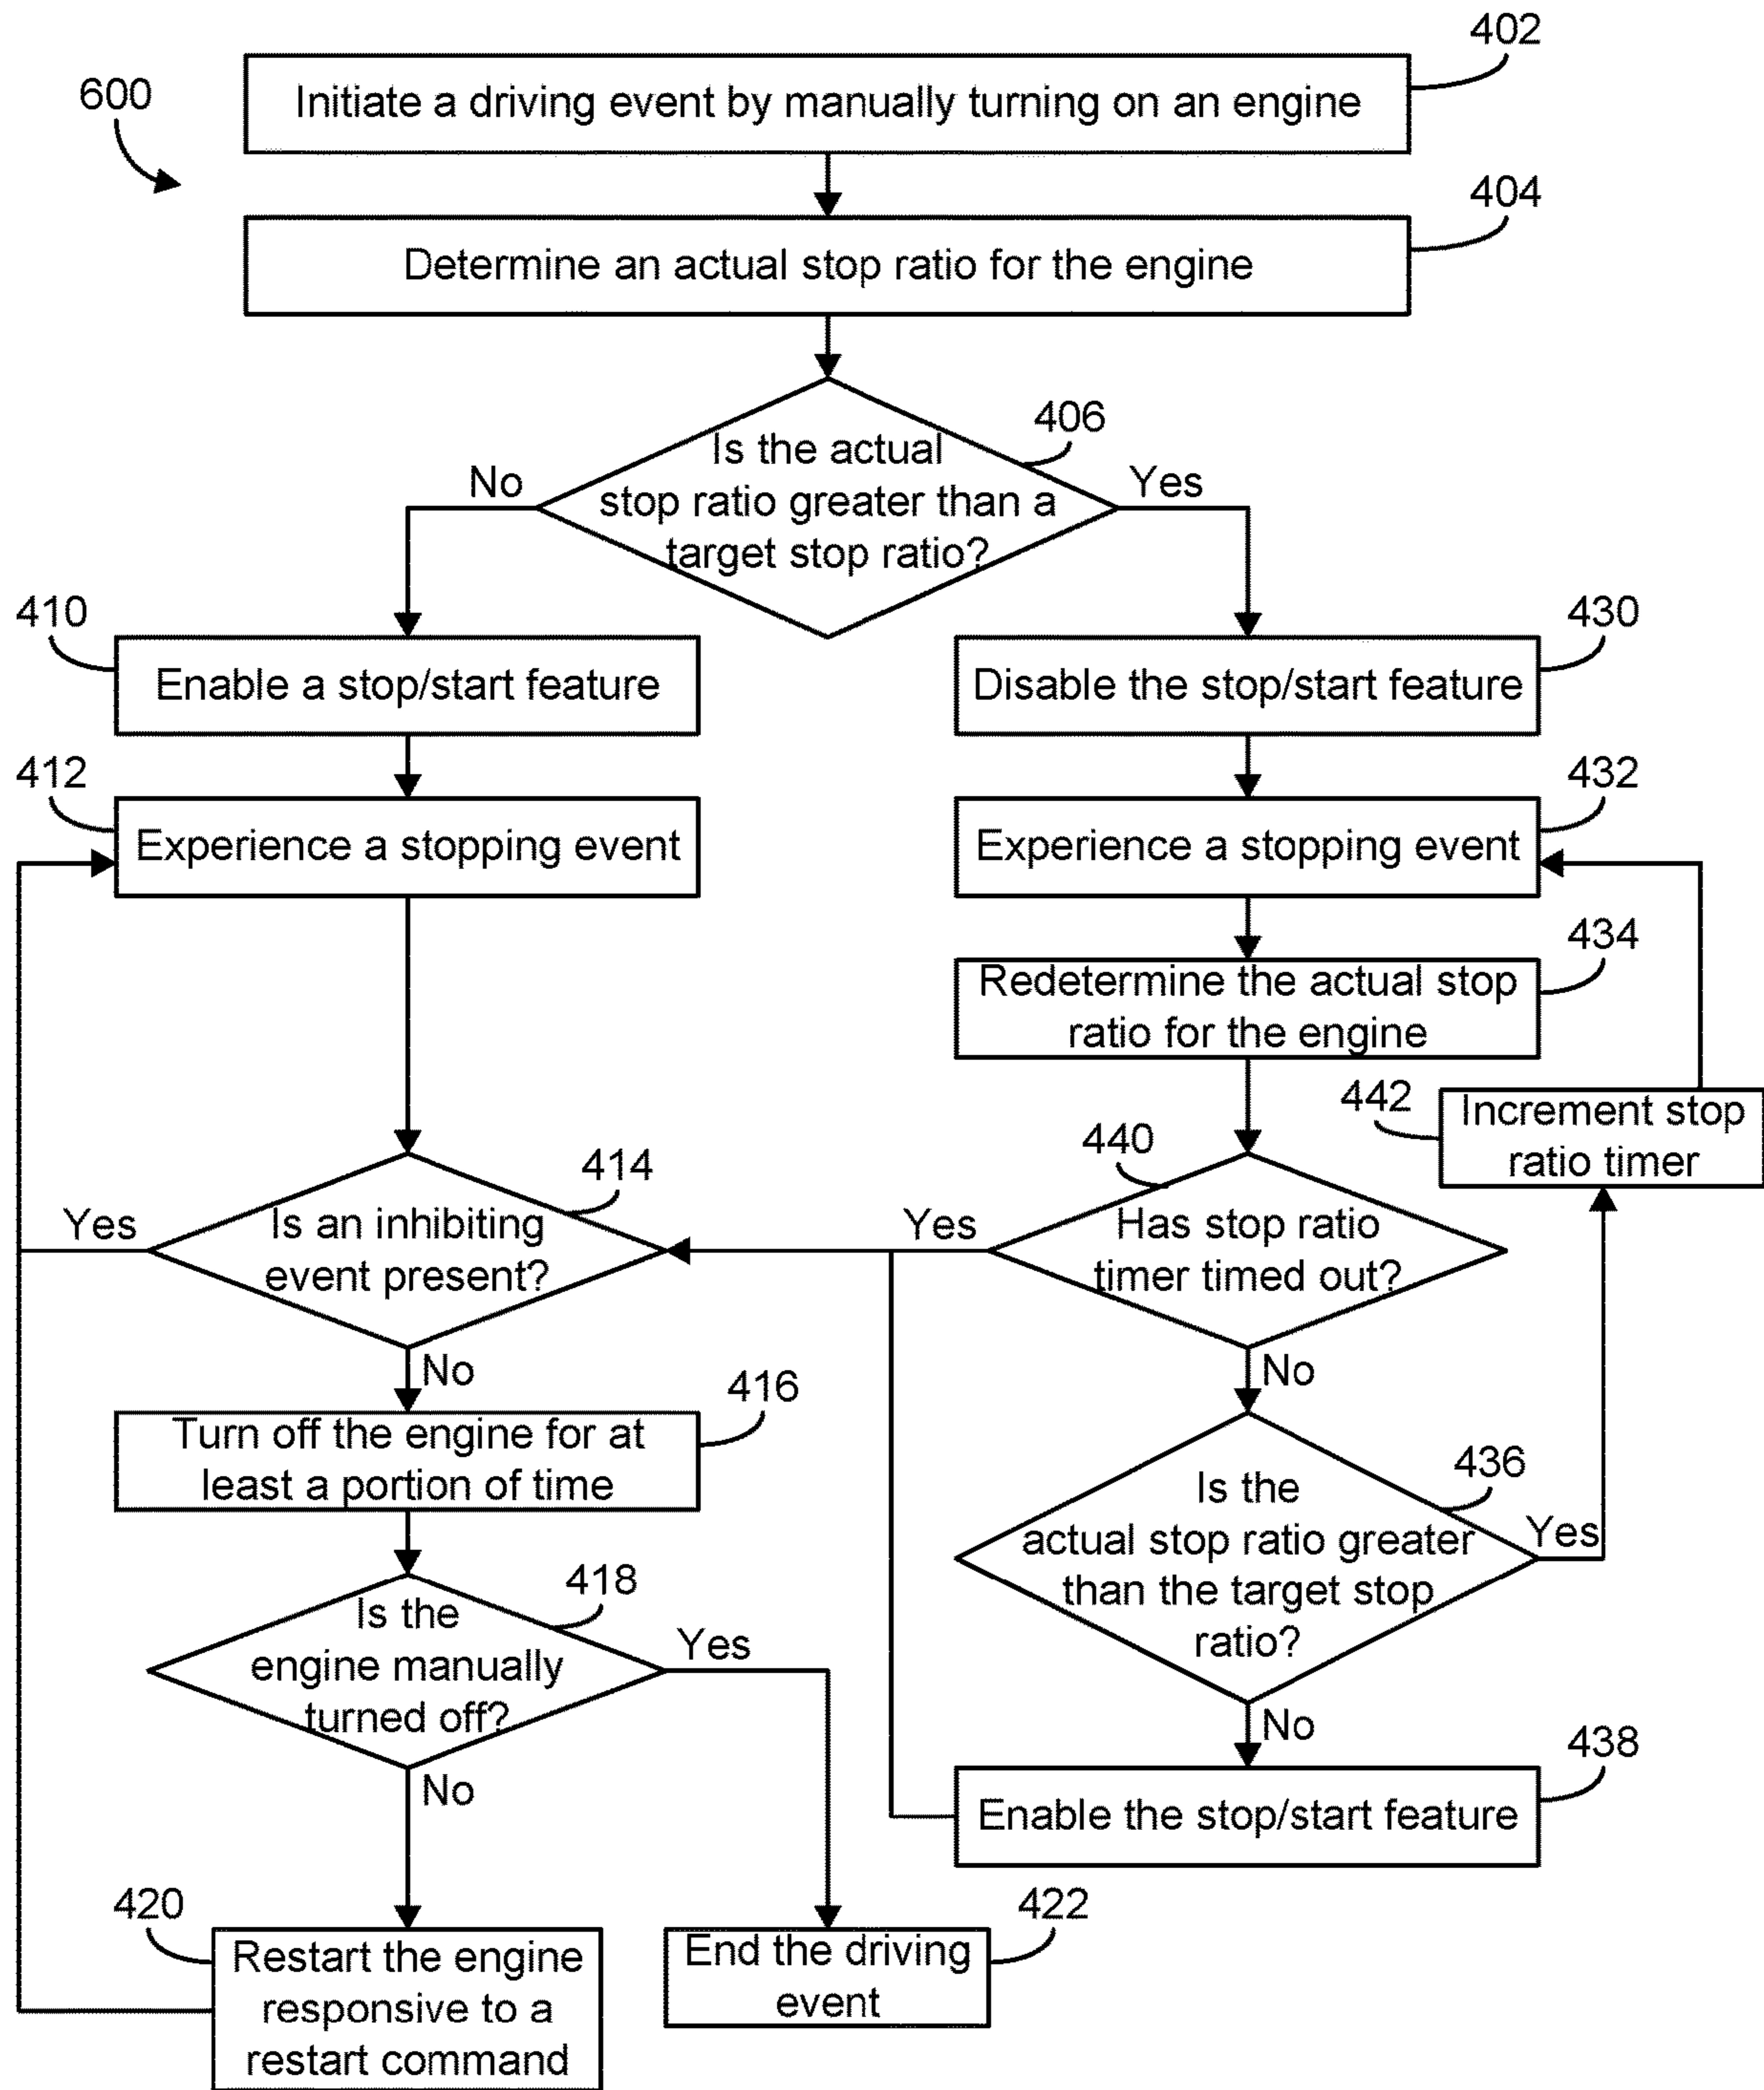 402
600
Initiate a driving event by manually turning on an engine
404
Determine an actual stop ratio for the engine
406
Is the actual
stop ratio greater than a
target stop ratio?
No
Yes
410
Enable a stop/start feature
430
Disable the stop/start feature
412
Experience a stopping event
432
Experience a stopping event
434
Redetermine the actual stop
ratio for the engine
442
Increment stop
ratio timer
414
Is an inhibiting
event present?
Yes
No
440
Has stop ratio
timer timed out?
Yes
No
416
Turn off the engine for at
least a portion of time
436
Is the
actual stop ratio greater
than the target stop
ratio?
Yes
No
418
Is the
engine manually
turned off?
Yes
No
438
Enable the stop/start feature
420
Restart the engine
responsive to a
restart command
422
End the driving
event